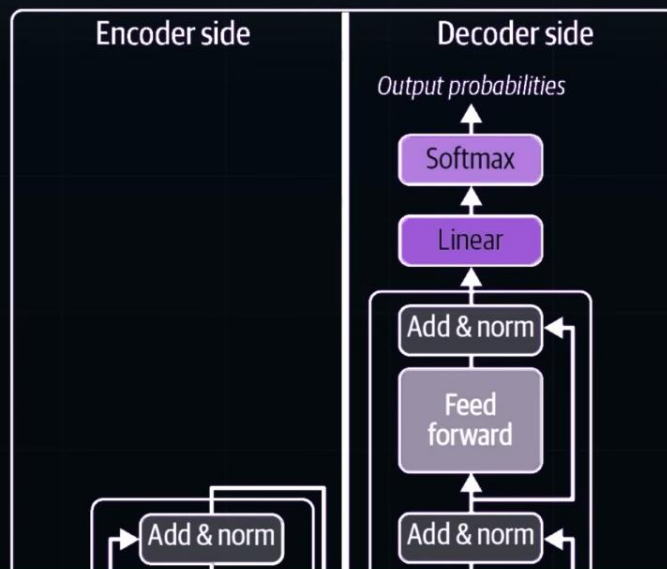 Encoder side
Decoder side
Output probabilities
Softmax
Linear
Add & norm
Feed
forward
Add & norm
Add & norm